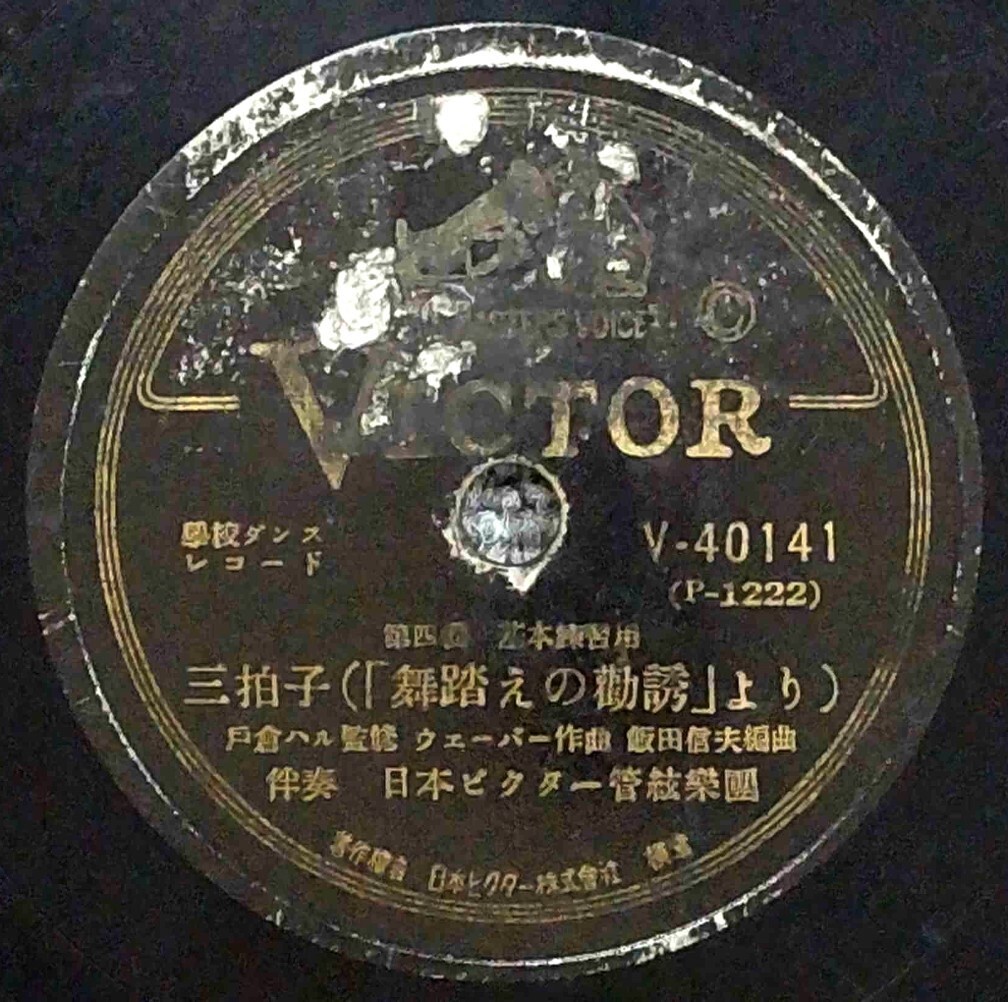 VOICE
VICTOR
學校ダンス
レコード
V-40141
(P-1222)
第四 基本練習用
三拍子(「舞踏えの勸誘」より)
戸倉ハル監修 ウェーバー作曲 飯田信夫編曲
伴奏 日本ビクター管絃樂團
日本ビクター株式會社